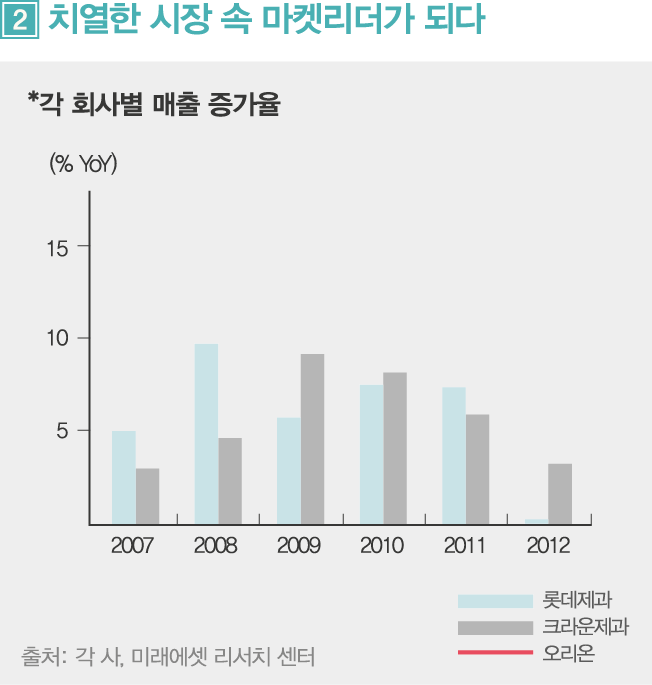 2 치열한 시장 속 마켓리더가 되다
*각 회사별 매출 증가율
(% YoY)
15
10
5
2007 2008 2009 2010 2011 2012
롯데제과
크라운제과
오리온
출처: 각 사, 미래에셋 리서치 센터